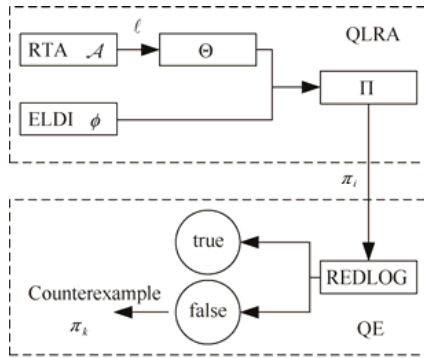 QLRA
RTA 𝒜
ℓ
Θ
Π
ELDI ϕ
π_i
true
REDLOG
false
Counterexample
π_k
QE